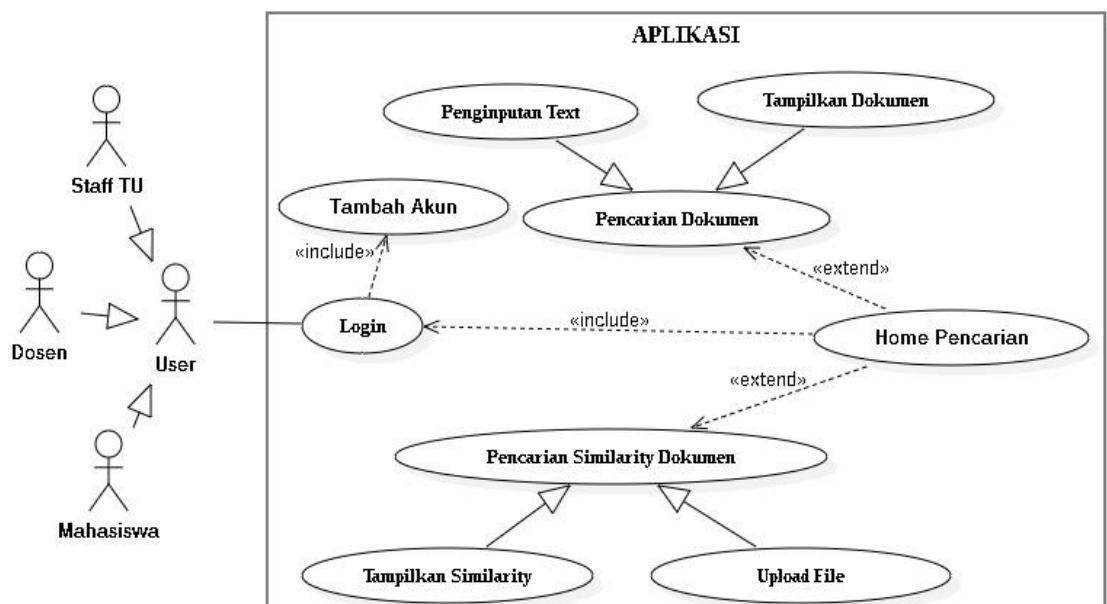 APLIKASI
Penginputan Text
Tampilkan Dokumen
Staff TU
Tambah Akun
Pencarian Dokumen
«include»
«extend»
Dosen
User
Login
«include»
Home Pencarian
«extend»
Pencarian Similarity Dokumen
Mahasiswa
Tampilkan Similarity
Upload File